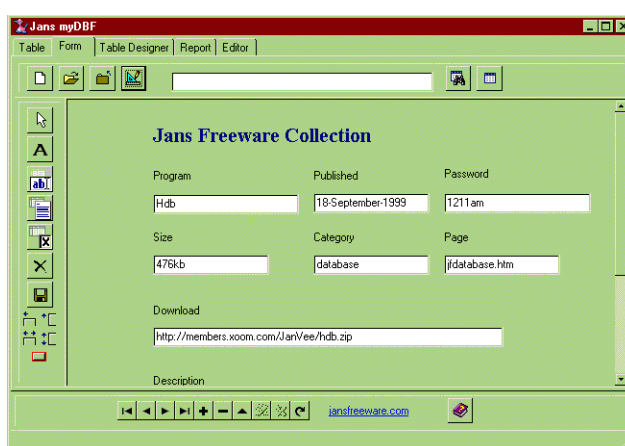 Jans myDBF
Table Form Table Designer Report Editor
Jans Freeware Collection
A
ab
Program Published Password
Hdb 18-September-1999 1211am
Size Category Page
476kb database jfdatabase.htm
Download
http://members.xoom.com/JanVee/hdb.zip
Description
jansfreeware.com